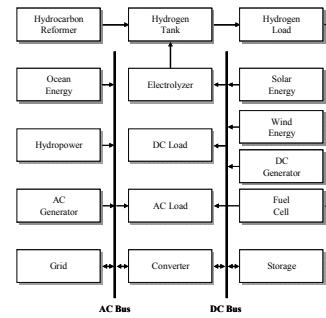 Hydrocarbon
Reformer
Hydrogen
Tank
Hydrogen
Load
Ocean
Energy
Electrolyzer
Solar
Energy
Wind
Energy
Hydropower
DC Load
DC
Generator
AC
Generator
AC Load
Fuel
Cell
Grid
Converter
Storage
AC Bus
DC Bus